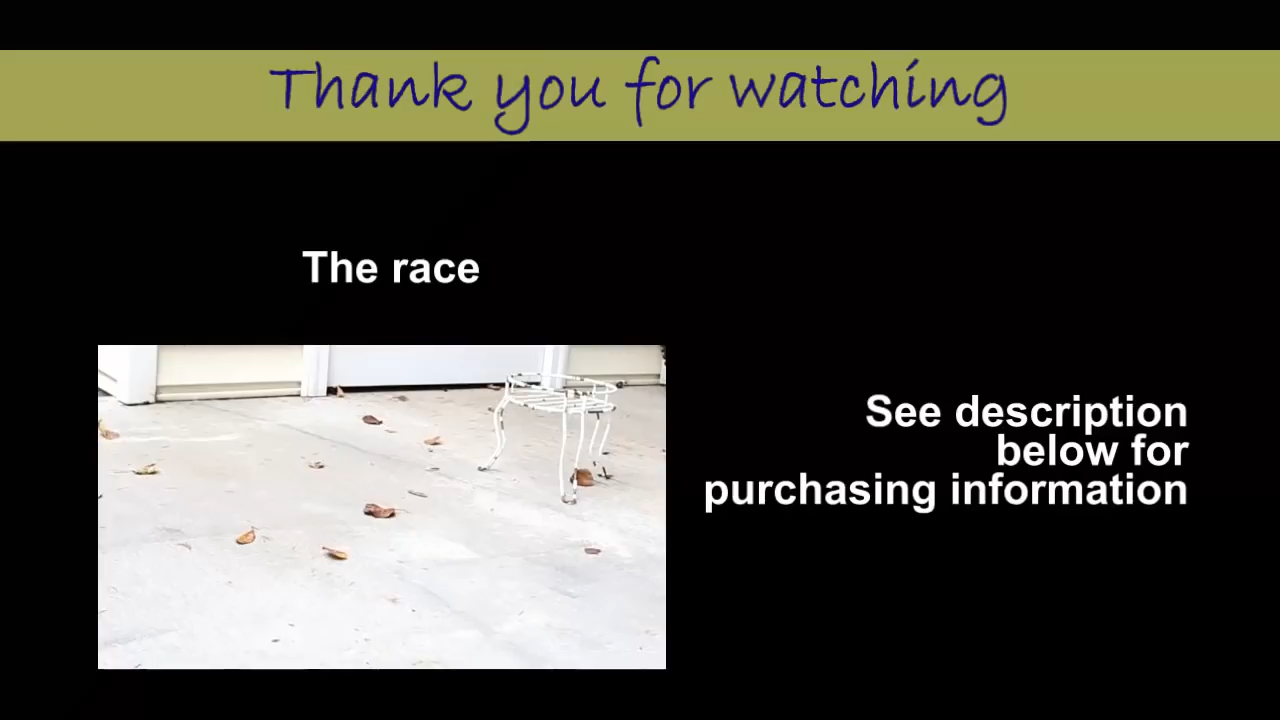 Thank you for watching
The race
See description
below for
purchasing information